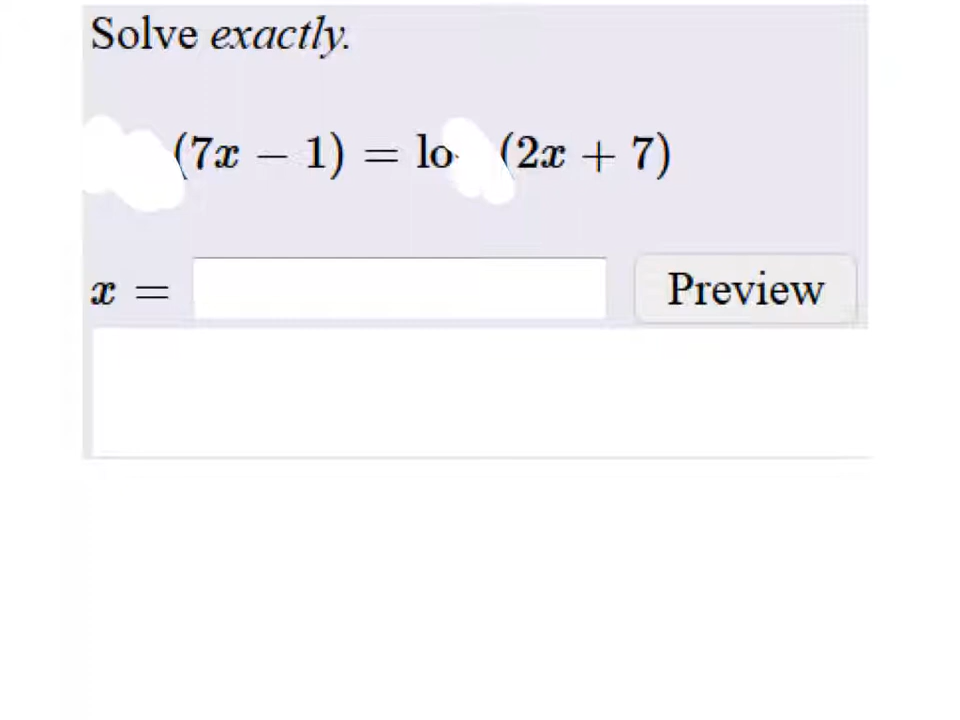 Solve exactly.
(7x − 1) = lo (2x + 7)
x =
Preview